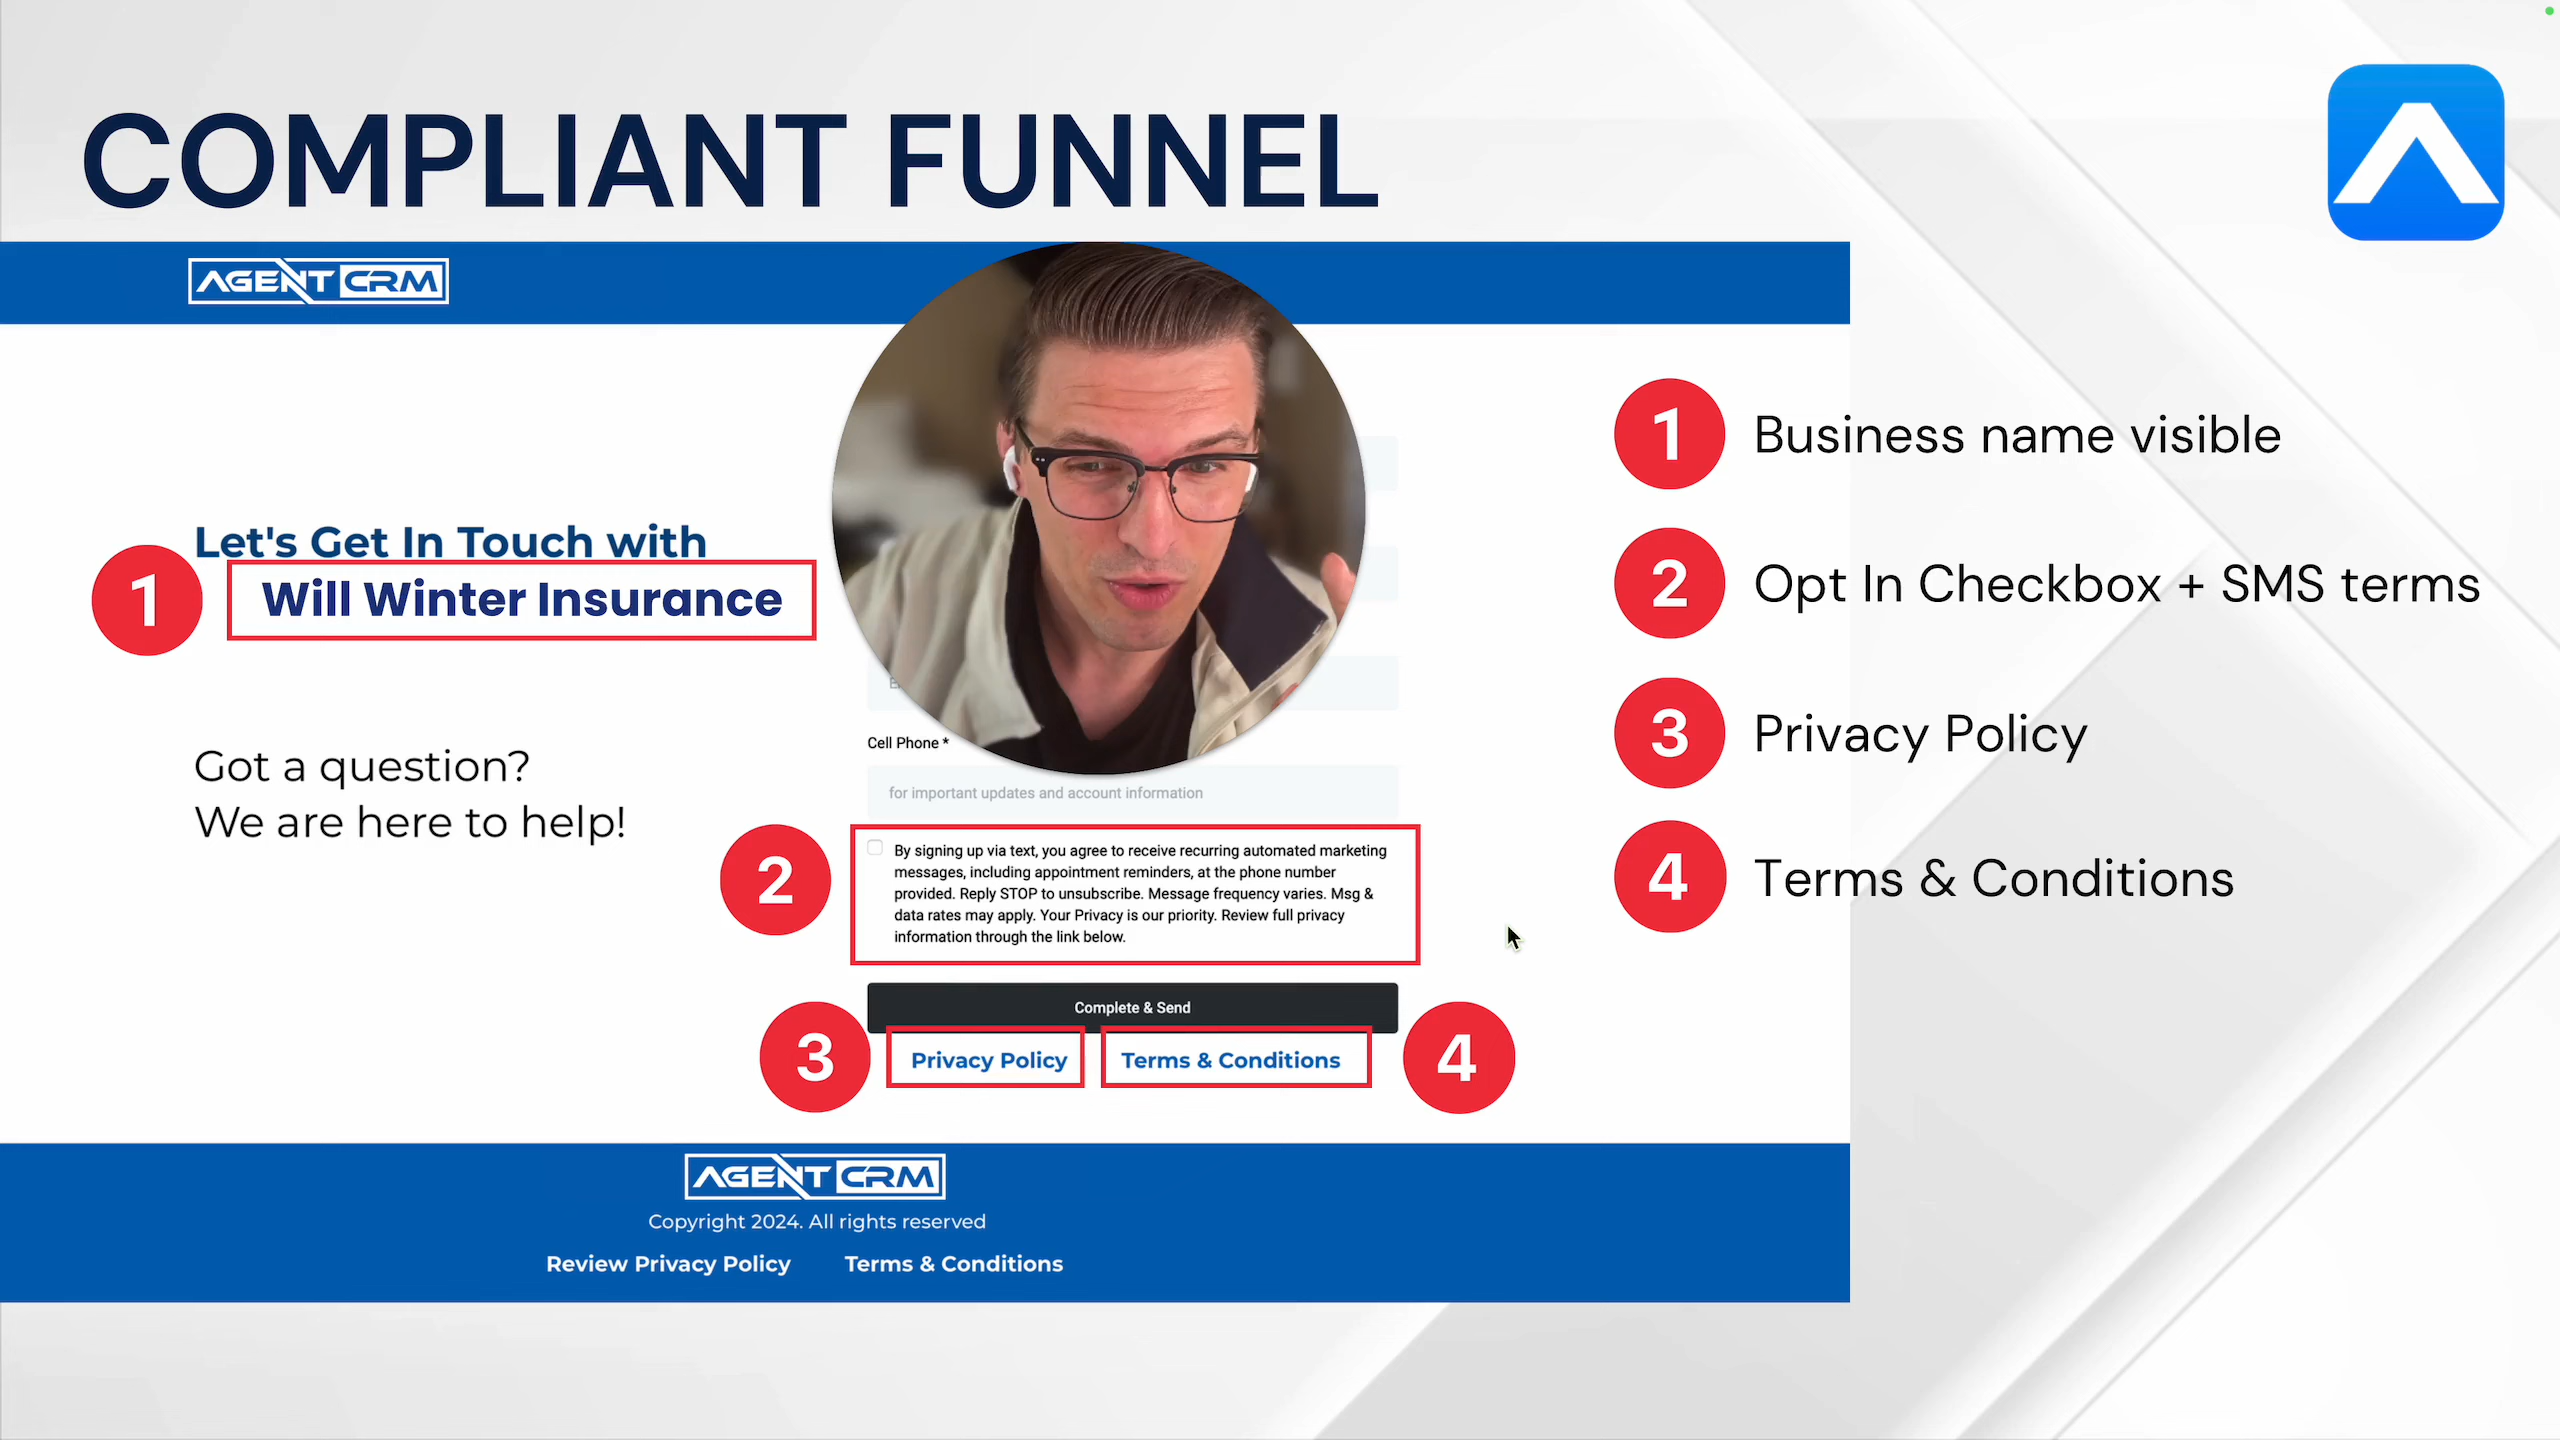 COMPLIANT FUNNEL
AGENT CRM
Let's Get In Touch with
1
Will Winter Insurance
Got a question?
We are here to help!
Cell Phone *
for important updates and account information
2
By signing up via text, you agree to receive recurring automated marketing
messages, including appointment reminders, at the phone number
provided. Reply STOP to unsubscribe. Message frequency varies. Msg &
data rates may apply. Your Privacy is our priority. Review full privacy
information through the link below.
Complete & Send
3
Privacy Policy
Terms & Conditions
4
1 Business name visible
2 Opt In Checkbox + SMS terms
3 Privacy Policy
4 Terms & Conditions
AGENT CRM
Copyright 2024. All rights reserved
Review Privacy Policy
Terms & Conditions